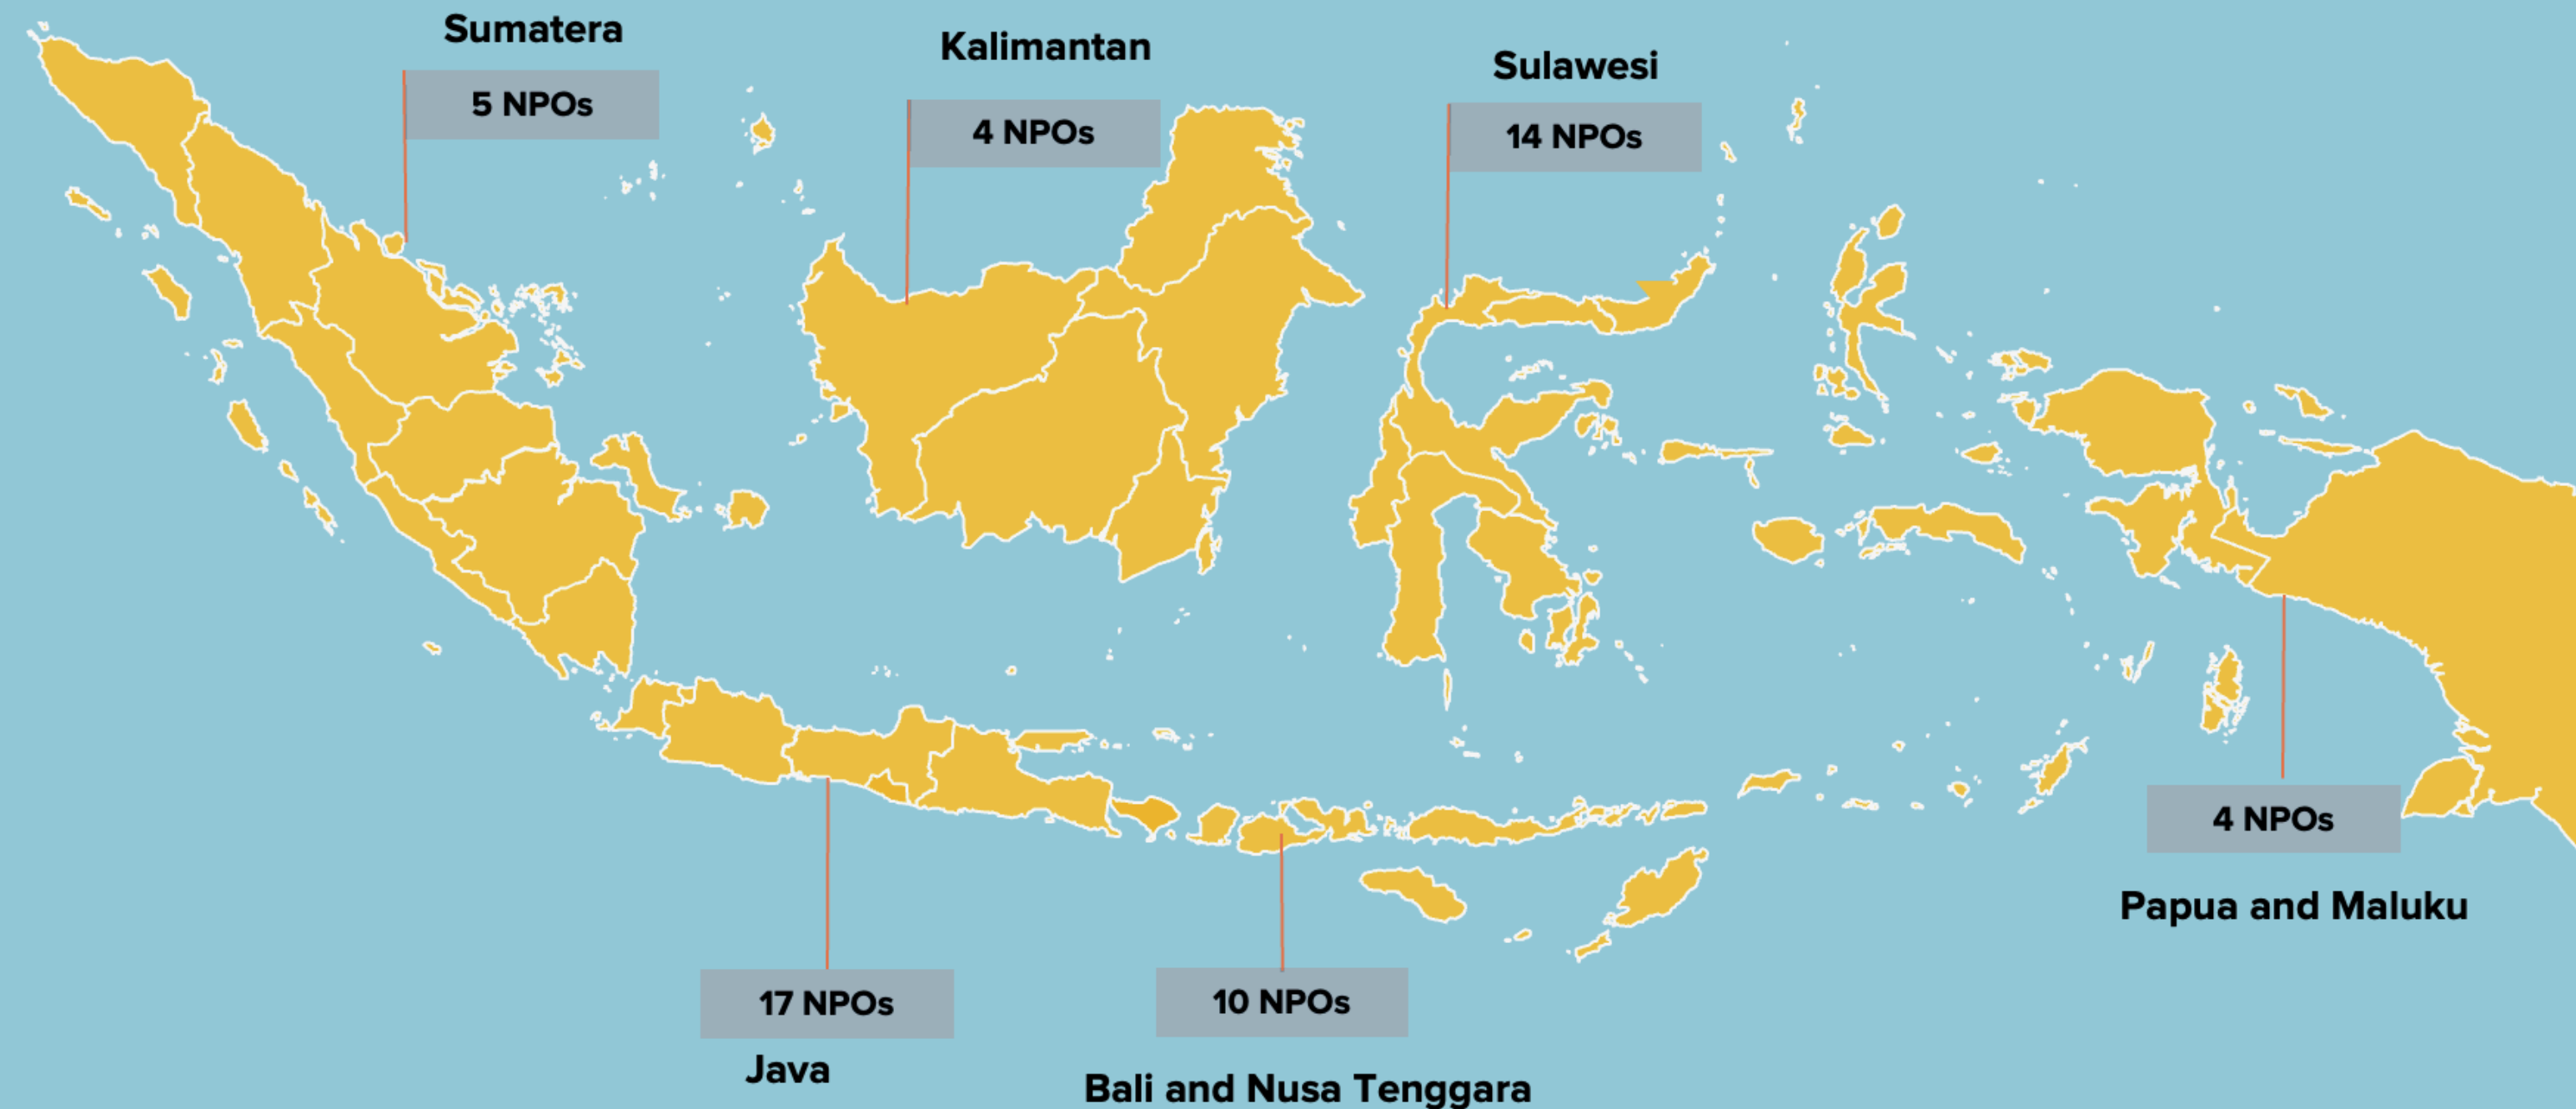 Sumatera
5 NPOs
Kalimantan
4 NPOs
Sulawesi
14 NPOs
4 NPOs
Papua and Maluku
17 NPOs
Java
10 NPOs
Bali and Nusa Tenggara